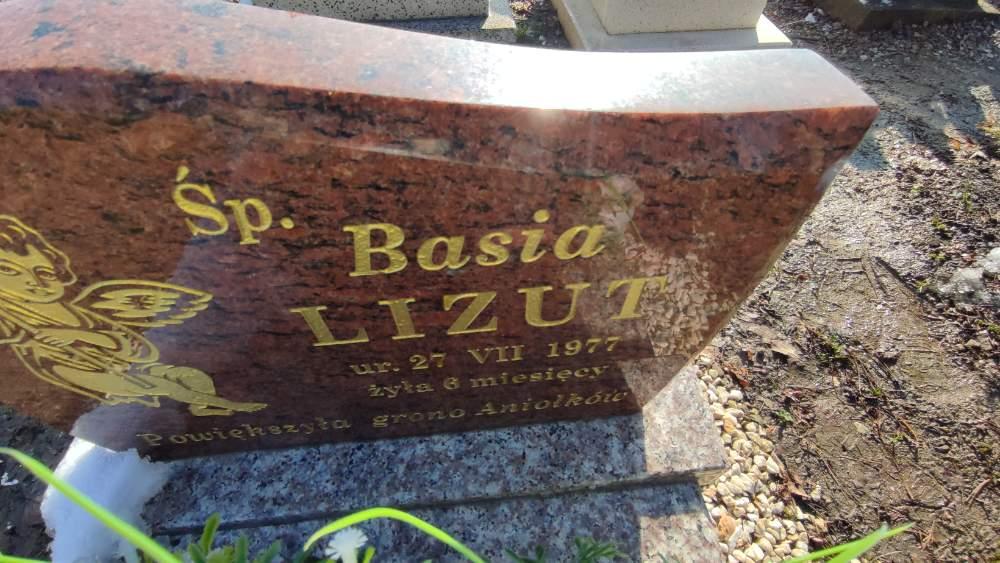 Śp.
Basia
LIZUT
ur. 27 VII 1977
żyła 6 miesięcy
Powiększyła grono Aniołków